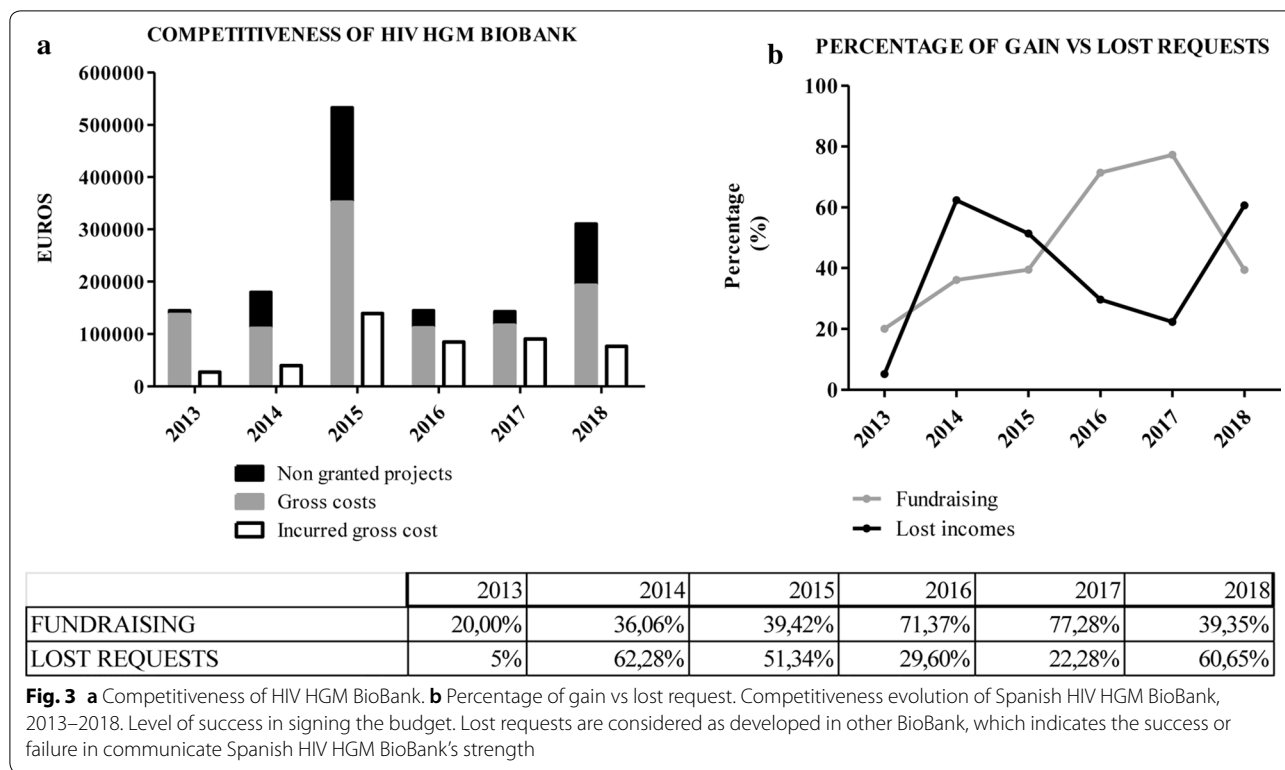 a
COMPETITIVENESS OF HIV HGM BIOBANK
EUROS
600000
500000
400000
300000
200000
100000
0
2013 2014 2015 2016 2017 2018
Non granted projects
Gross costs
Incurred gross cost
b
PERCENTAGE OF GAIN VS LOST REQUESTS
Percentage
(%)
100
80
60
40
20
0
2013 2014 2015 2016 2017 2018
Fundraising
Lost incomes
2013 2014 2015 2016 2017 2018
FUNDRAISING 20,00% 36,06% 39,42% 71,37% 77,28% 39,35%
LOST REQUESTS 5% 62,28% 51,34% 29,60% 22,28% 60,65%
Fig. 3 a Competitiveness of HIV HGM BioBank. b Percentage of gain vs lost request. Competitiveness evolution of Spanish HIV HGM BioBank,
2013–2018. Level of success in signing the budget. Lost requests are considered as developed in other BioBank, which indicates the success or
failure in communicate Spanish HIV HGM BioBank's strength